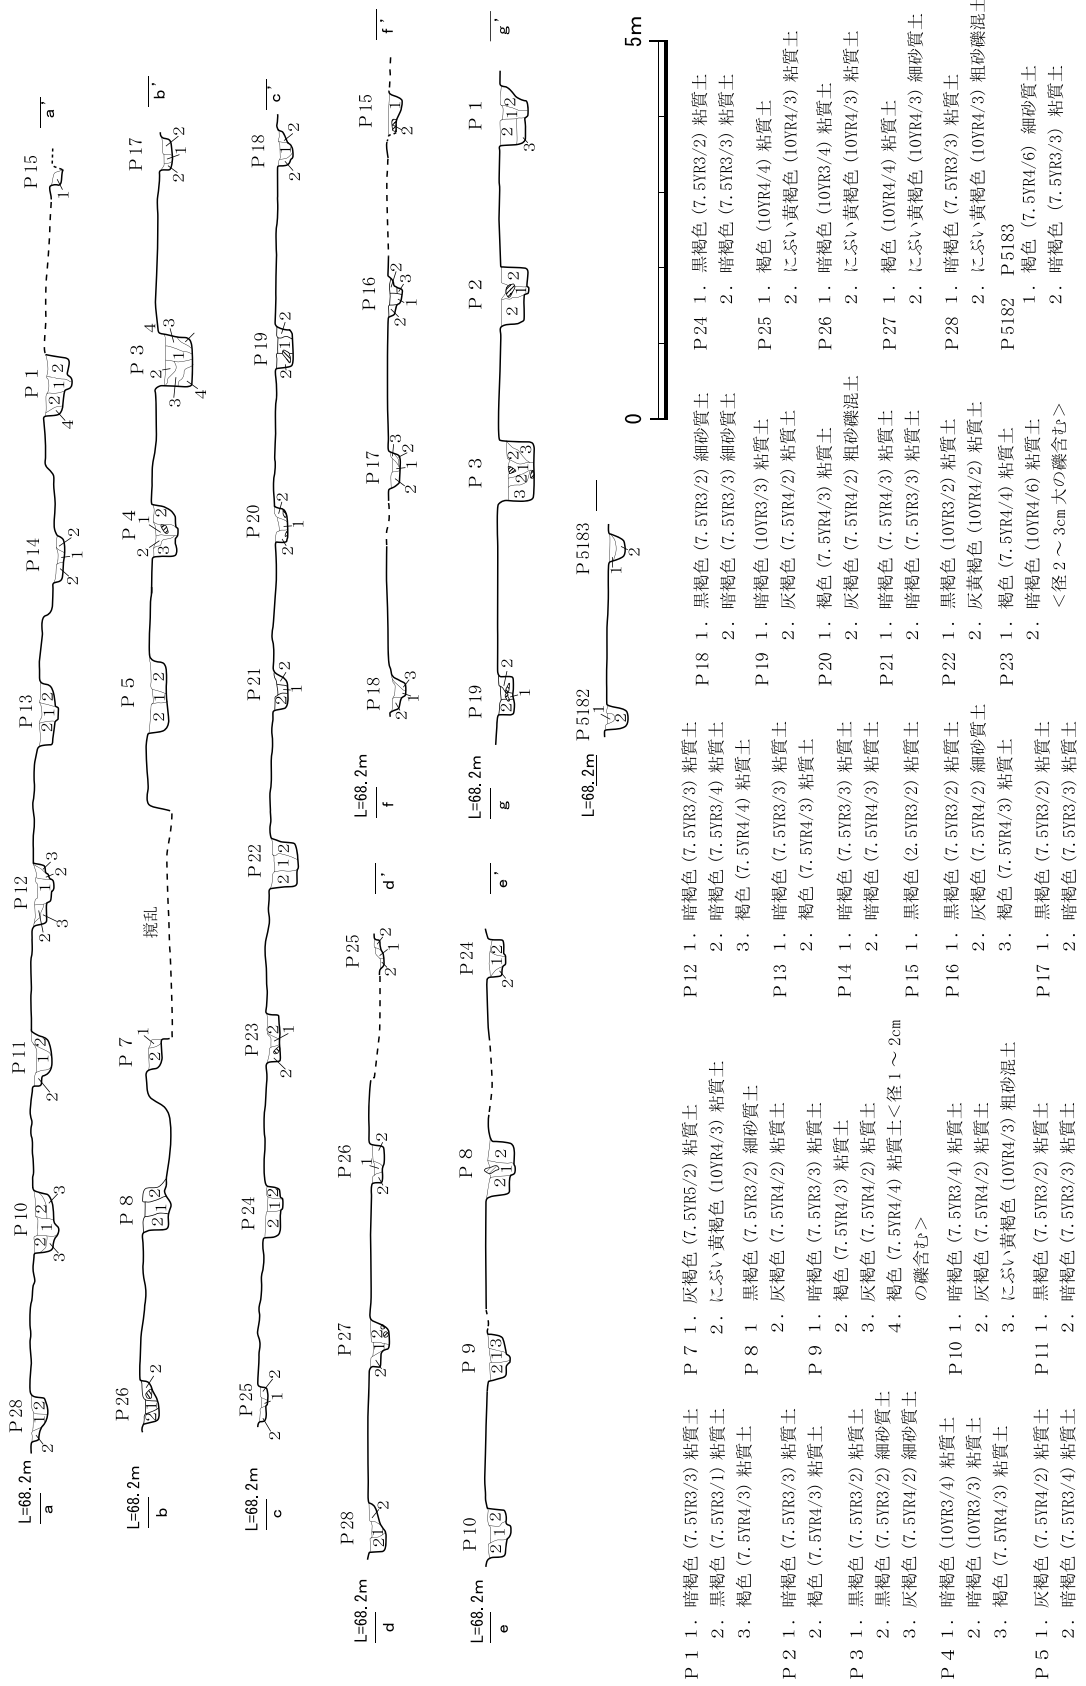 L=68.2m
a
a’
P28
P10
P11
P12
P13
P14
P 1
P15
L=68.2m
b
b’
P26
P 8
P 7
撹乱
P 5
P 4
P 3
P17
L=68.2m
c
c’
P25
P24
P23
P22
P21
P20
P19
P18
L=68.2m
d
d’
P28
P27
P26
P25
L=68.2m
f
f’
P18
P17
P16
P15
L=68.2m
e
e’
P10
P 9
P 8
P24
L=68.2m
g
g’
P19
P 3
P 2
P 1
L=68.2m
P5182
P5183
0
5m
P 1 1. 暗褐色 (7.5YR3/3) 粘質土
2. 黒褐色 (7.5YR3/1) 粘質土
3. 褐色 (7.5YR4/3) 粘質土
P 2 1. 暗褐色 (7.5YR3/3) 粘質土
2. 褐色 (7.5YR4/3) 粘質土
P 3 1. 黒褐色 (7.5YR3/2) 粘質土
2. 黒褐色 (7.5YR3/2) 細砂質土
3. 灰褐色 (7.5YR4/2) 細砂質土
P 4 1. 暗褐色 (10YR3/4) 粘質土
2. 暗褐色 (10YR3/3) 粘質土
3. 褐色 (7.5YR4/3) 粘質土
P 5 1. 灰褐色 (7.5YR4/2) 粘質土
2. 暗褐色 (7.5YR3/4) 粘質土
P 7 1. 灰褐色 (7.5YR5/2) 粘質土
2. にぶい黄褐色 (10YR4/3) 粘質土
P 8 1 黒褐色 (7.5YR3/2) 細砂質土
2. 灰褐色 (7.5YR4/2) 粘質土
P 9 1. 暗褐色 (7.5YR3/3) 粘質土
2. 褐色 (7.5YR4/3) 粘質土
3. 灰褐色 (7.5YR4/2) 粘質土
4. 褐色 (7.5YR4/4) 粘質土＜径1～2cm
の礫含む＞
P10 1. 暗褐色 (7.5YR3/4) 粘質土
2. 灰褐色 (7.5YR4/2) 粘質土
3. にぶい黄褐色 (10YR4/3) 粗砂混土
P11 1. 黒褐色 (7.5YR3/2) 粘質土
2. 暗褐色 (7.5YR3/3) 粘質土
P12 1. 暗褐色 (7.5YR3/3) 粘質土
2. 暗褐色 (7.5YR3/4) 粘質土
3. 褐色 (7.5YR4/4) 粘質土
P13 1. 暗褐色 (7.5YR3/3) 粘質土
2. 褐色 (7.5YR4/3) 粘質土
P14 1. 暗褐色 (7.5YR3/3) 粘質土
2. 暗褐色 (7.5YR4/3) 粘質土
P15 1. 黒褐色 (2.5YR3/2) 粘質土
P16 1. 黒褐色 (7.5YR3/2) 粘質土
2. 灰褐色 (7.5YR4/2) 細砂質土
3. 褐色 (7.5YR4/3) 粘質土
P17 1. 黒褐色 (7.5YR3/2) 粘質土
2. 暗褐色 (7.5YR3/3) 粘質土
P18 1. 黒褐色 (7.5YR3/2) 細砂質土
2. 暗褐色 (7.5YR3/3) 細砂質土
P19 1. 暗褐色 (10YR3/3) 粘質土
2. 灰褐色 (7.5YR4/2) 粘質土
P20 1. 褐色 (7.5YR4/3) 粘質土
2. 灰褐色 (7.5YR4/2) 粗砂礫混土
P21 1. 暗褐色 (7.5YR4/3) 粘質土
2. 暗褐色 (7.5YR3/3) 粘質土
P22 1. 黒褐色 (10YR3/2) 粘質土
2. 灰黄褐色 (10YR4/2) 粘質土
P23 1. 褐色 (7.5YR4/4) 粘質土
2. 暗褐色 (10YR4/6) 粘質土
＜径2～3cm大の礫含む＞
P24 1. 黒褐色 (7.5YR3/2) 粘質土
2. 暗褐色 (7.5YR3/3) 粘質土
P25 1. 褐色 (10YR4/4) 粘質土
2. にぶい黄褐色 (10YR4/3) 粘質土
P26 1. 暗褐色 (10YR3/4) 粘質土
2. にぶい黄褐色 (10YR4/3) 粘質土
P27 1. 褐色 (10YR4/4) 粘質土
2. にぶい黄褐色 (10YR4/3) 細砂質土
P28 1. 暗褐色 (7.5YR3/3) 粘質土
2. にぶい黄褐色 (10YR4/3) 粗砂礫混土
P5182 P5183
1. 褐色 (7.5YR4/6) 細砂質土
2. 暗褐色 (7.5YR3/3) 粘質土